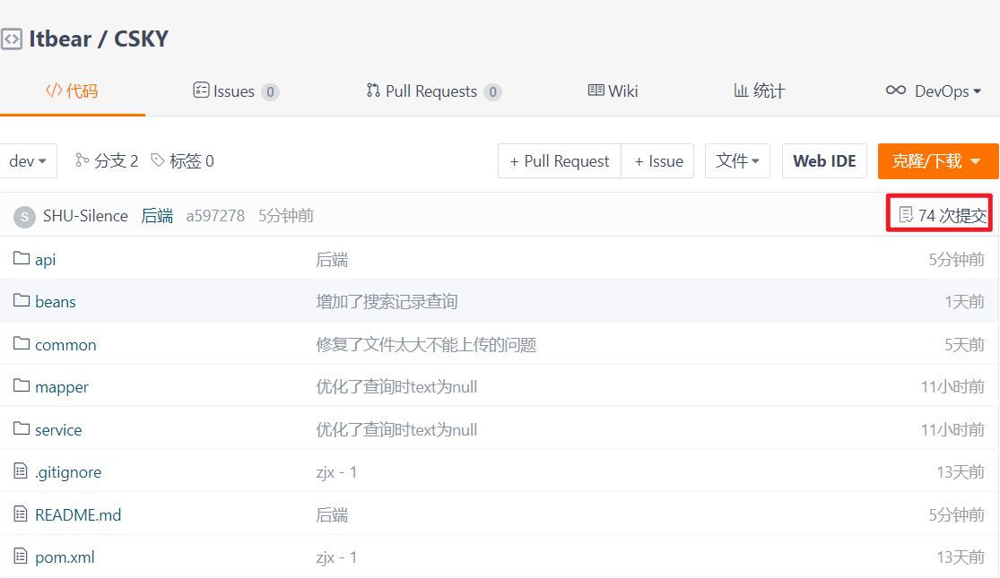 Itbear / CSKY
代码 Issues 0 Pull Requests 0 Wiki 统计 DevOps
dev 分支 2 标签 0 + Pull Request + Issue 文件 Web IDE 克隆/下载
S SHU-Silence 后端 a597278 5分钟前 74 次提交
api 后端 5分钟前
beans 增加了搜索记录查询 1天前
common 修复了文件太大不能上传的问题 5天前
mapper 优化了查询时text为null 11小时前
service 优化了查询时text为null 11小时前
.gitignore zjx - 1 13天前
README.md 后端 5分钟前
pom.xml zjx - 1 13天前